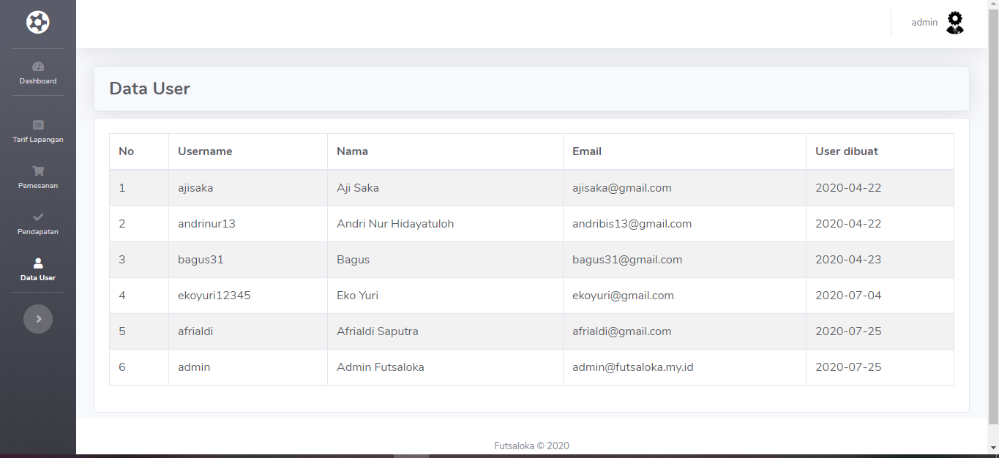 admin
Dashboard
Tarif Lapangan
Pemesanan
Pendapatan
Data User
Data User
No Username Nama Email User dibuat
1 ajisaka Aji Saka ajisaka@gmail.com 2020-04-22
2 andrinur13 Andri Nur Hidayatuloh andribis13@gmail.com 2020-04-22
3 bagus31 Bagus bagus31@gmail.com 2020-04-23
4 ekoyuri12345 Eko Yuri ekoyuri@gmail.com 2020-07-04
5 afrialdi Afrialdi Saputra afrialdi@gmail.com 2020-07-25
6 admin Admin Futsaloka admin@futsaloka.my.id 2020-07-25
Futsaloka © 2020